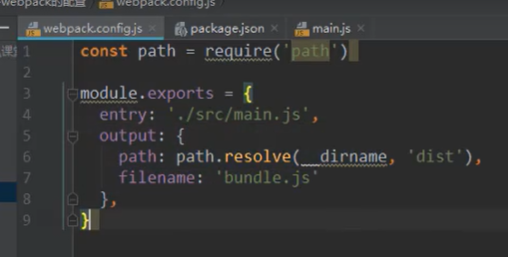 webpack的配置 webpack.config.js
webpack.config.js package.json main.js
1 const path = require('path')
2
3 module.exports = {
4 entry: './src/main.js',
5 output: {
6 path: path.resolve(__dirname, 'dist'),
7 filename: 'bundle.js'
8 },
9 }